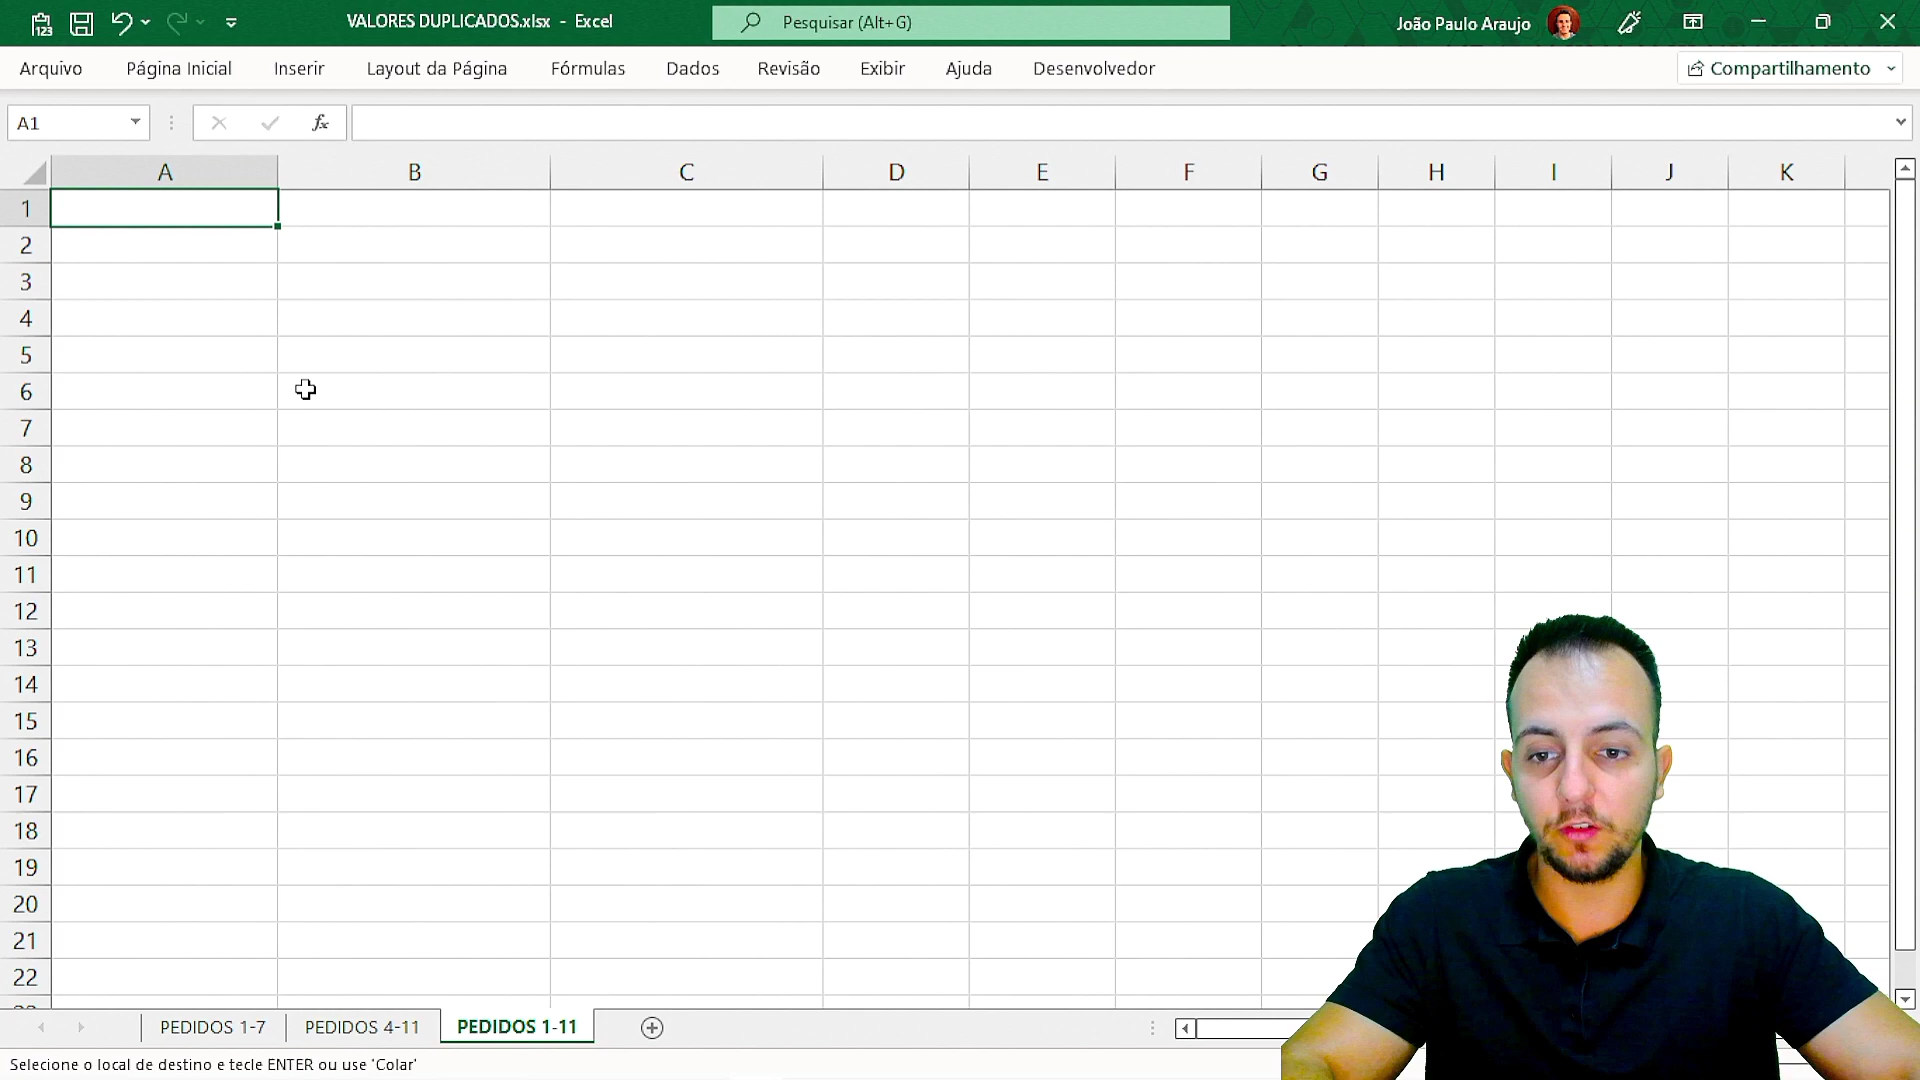 VALORES DUPLICADOS.xlsx - Excel
Pesquisar (Alt+G)
João Paulo Araujo
Arquivo
Página Inicial
Inserir
Layout da Página
Fórmulas
Dados
Revisão
Exibir
Ajuda
Desenvolvedor
Compartilhamento
A1
fx
A B C D E F G H I J K
1
2
3
4
5
6
7
8
9
10
11
12
13
14
15
16
17
18
19
20
21
22
PEDIDOS 1-7
PEDIDOS 4-11
PEDIDOS 1-11
Selecione o local de destino e tecle ENTER ou use 'Colar'